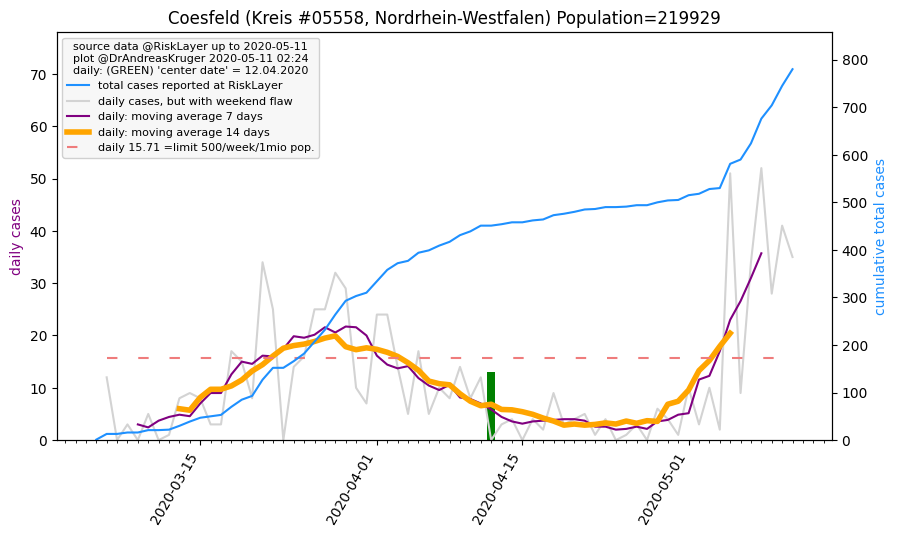 Coesfeld (Kreis #05558, Nordrhein-Westfalen) Population=219929
source data @RiskLayer up to 2020-05-11
plot @DrAndreasKruger 2020-05-11 02:24
daily: (GREEN) 'center date' = 12.04.2020
total cases reported at RiskLayer
daily cases, but with weekend flaw
daily: moving average 7 days
daily: moving average 14 days
daily 15.71 =limit 500/week/1mio pop.
daily cases
70
60
50
40
30
20
10
0
cumulative total cases
800
700
600
500
400
300
200
100
0
2020-03-15
2020-04-01
2020-04-15
2020-05-01